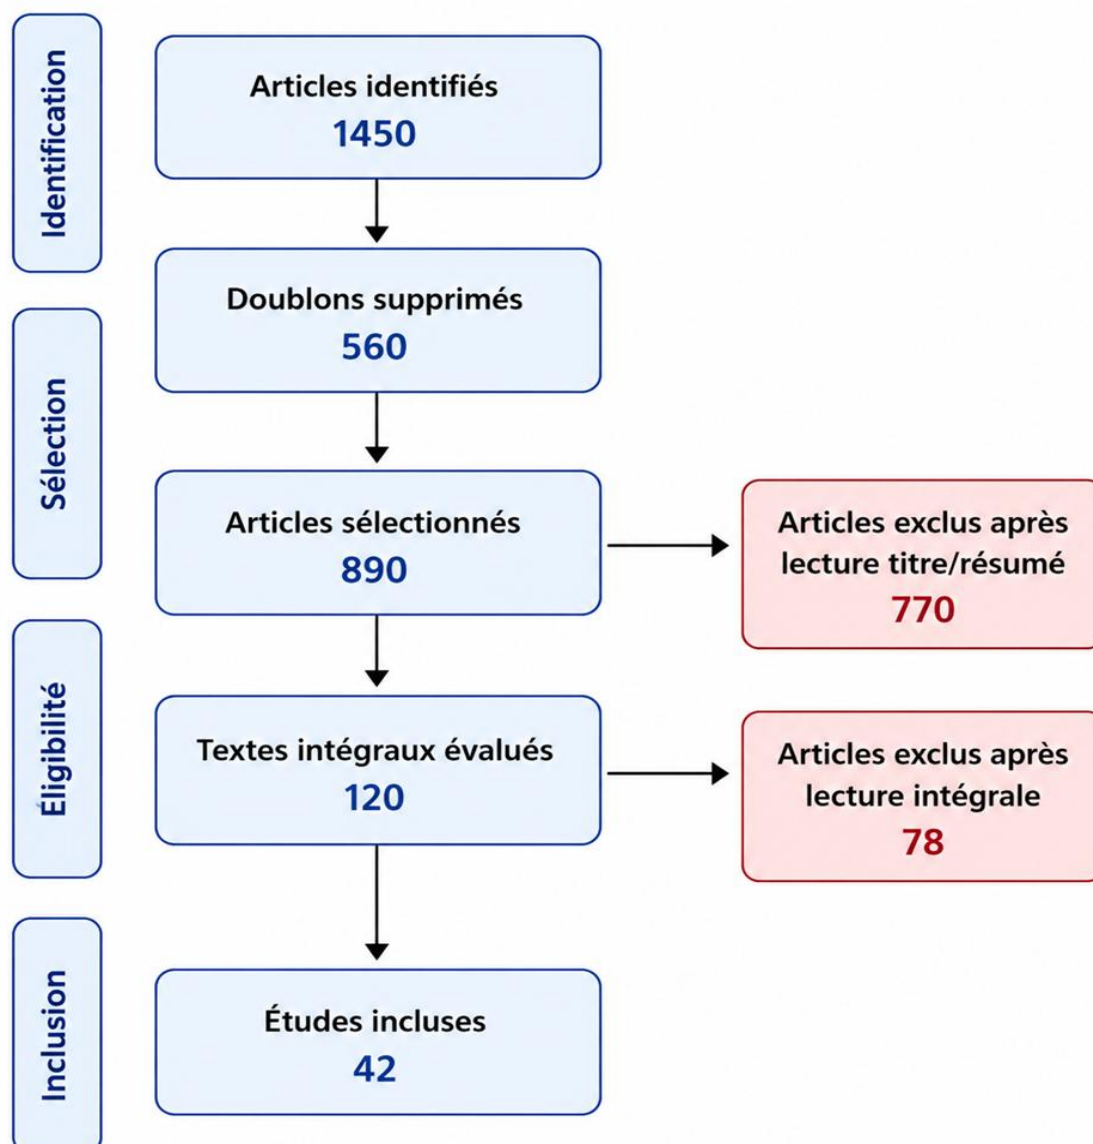 Identification
Articles identifiés
1450
Doublons supprimés
560
Sélection
Articles sélectionnés
890
Articles exclus après
lecture titre/résumé
770
Éligibilité
Textes intégraux évalués
120
Articles exclus après
lecture intégrale
78
Inclusion
Études incluses
42